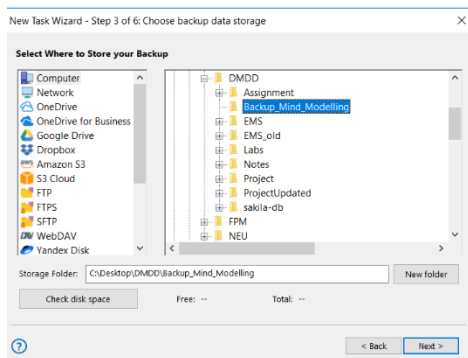 New Task Wizard - Step 3 of 6: Choose backup data storage
Select Where to Store your Backup
Computer
Network
OneDrive
OneDrive for Business
Google Drive
Dropbox
Amazon S3
S3 Cloud
FTP
FTPS
SFTP
WebDAV
Yandex Disk
DMDD
Assignment
Backup_Mind_Modelling
EMS
EMS_old
Labs
Notes
Project
ProjectUpdated
sakila-db
FPM
NEU
Storage Folder: C:\Desktop\DMDD\Backup_Mind_Modelling New folder
Check disk space Free: -- Total: --
< Back Next >